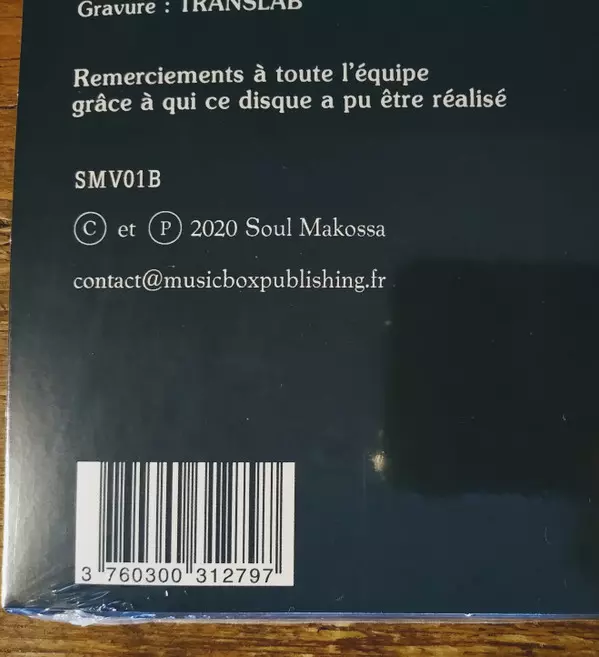 Gravure : TRANSLAB
Remerciements à toute l'équipe
grâce à qui ce disque a pu être réalisé
SMV01B
© et ℗ 2020 Soul Makossa
contact@musicboxpublishing.fr
3 760300 312797